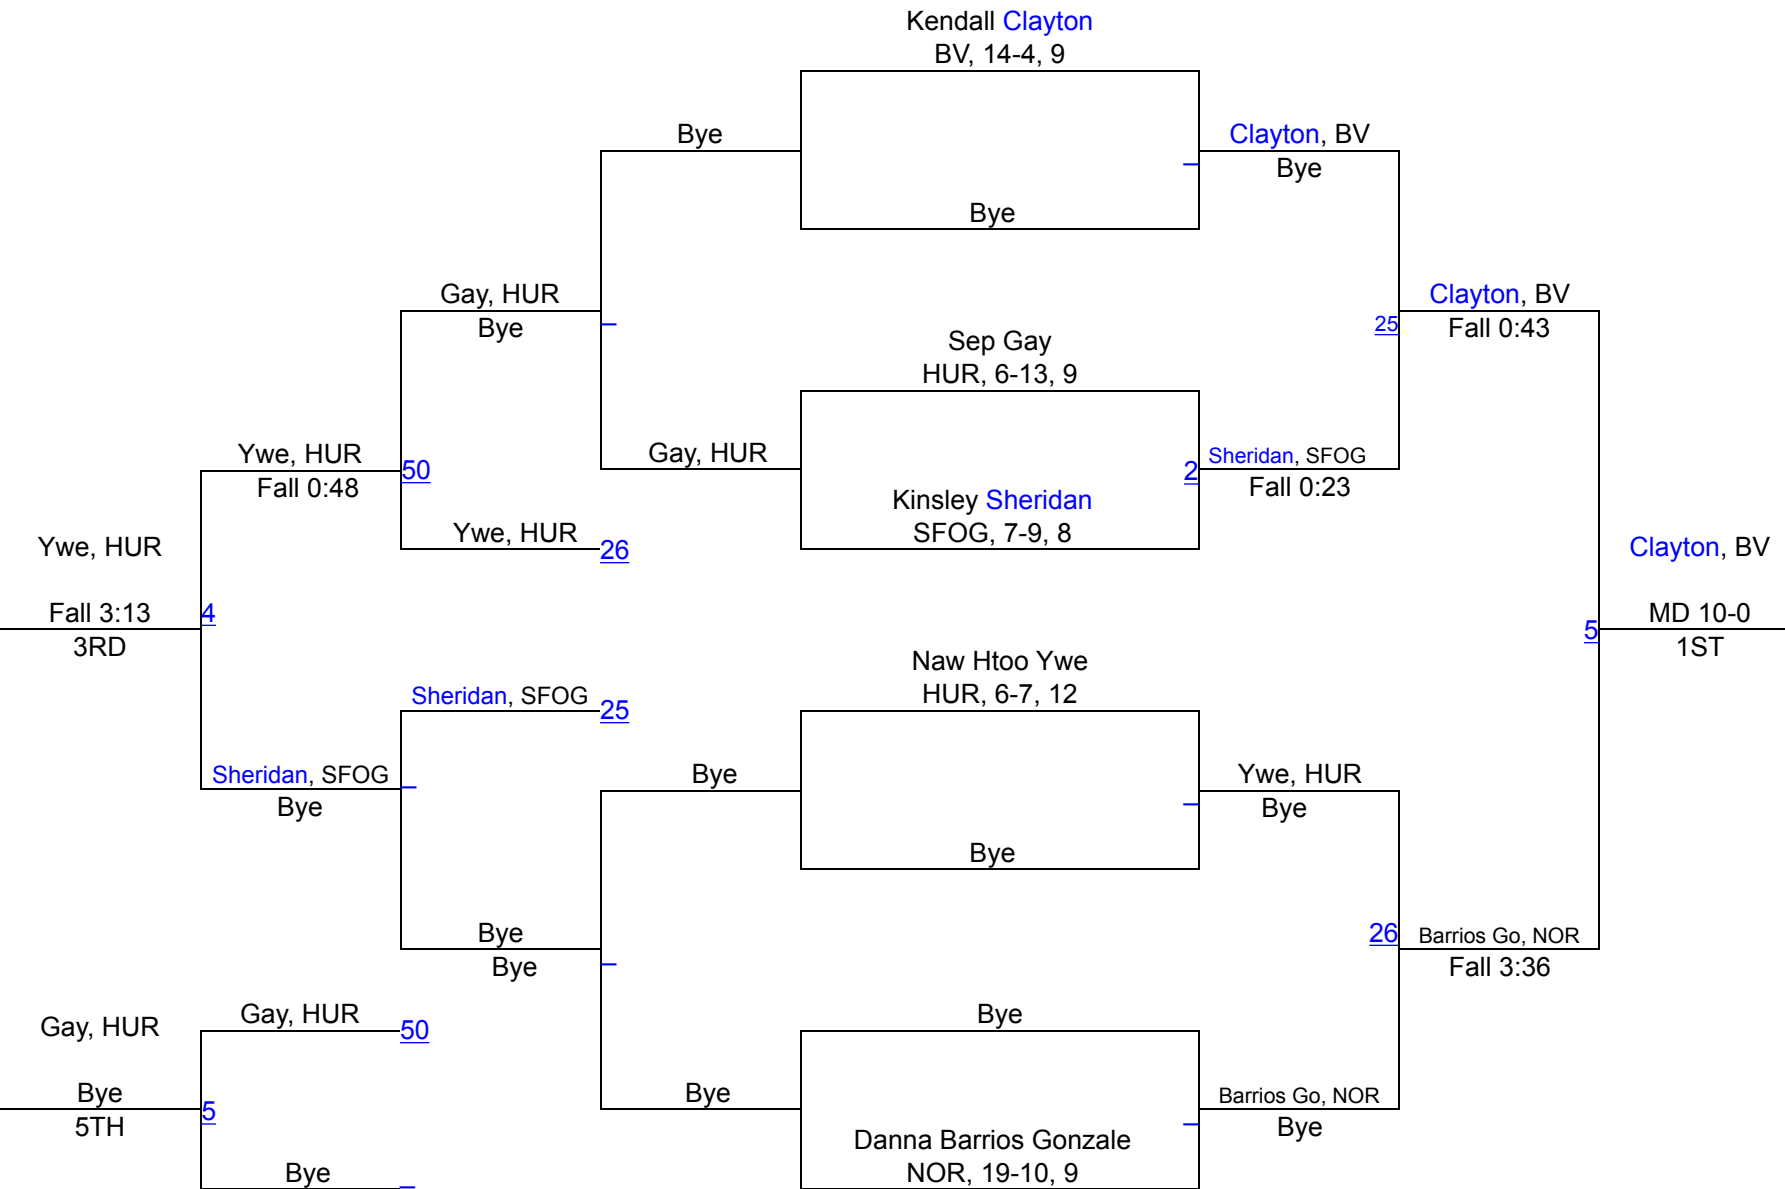 Kendall Clayton
BV, 14-4, 9
Bye
Clayton, BV
Bye
Bye
Gay, HUR
Bye
Clayton, BV
25
Fall 0:43
Sep Gay
HUR, 6-13, 9
Ywe, HUR
50
Fall 0:48
Gay, HUR
2
Sheridan, SFOG
Fall 0:23
Kinsley Sheridan
SFOG, 7-9, 8
Ywe, HUR
26
Ywe, HUR
Clayton, BV
Fall 3:13
4
3RD
MD 10-0
5
1ST
Naw Htoo Ywe
HUR, 6-7, 12
Sheridan, SFOG
25
Sheridan, SFOG
Bye
Bye
Ywe, HUR
Bye
Bye
Bye
Bye
26
Barrios Go, NOR
Fall 3:36
Gay, HUR
Gay, HUR
50
Bye
Bye
5
5TH
Bye
Barrios Go, NOR
Bye
Danna Barrios Gonzale
NOR, 19-10, 9
Bye